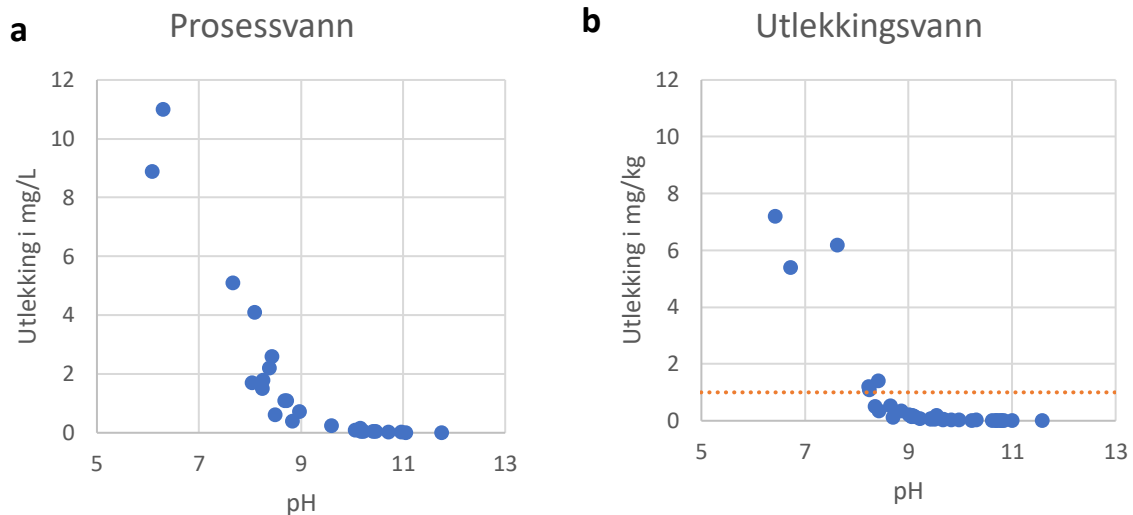 a
Prosessvann
Utlekking i mg/L
12
10
8
6
4
2
0
5 7 9 11 13
pH
b
Utlekkingsvann
Utlekking i mg/kg
12
10
8
6
4
2
0
5 7 9 11 13
pH